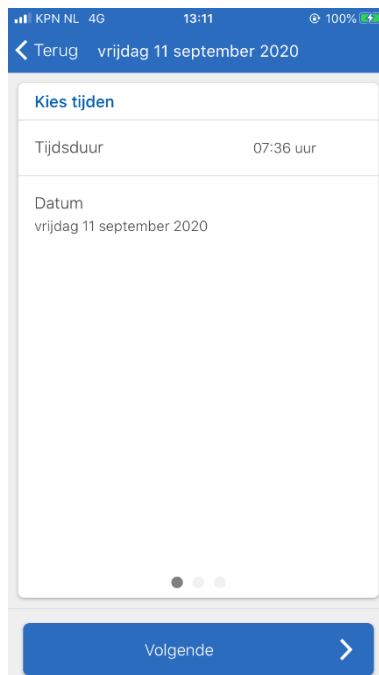 KPN NL 4G 13:11 100%
Terug vrijdag 11 september 2020
Kies tijden
Tijdsduur 07:36 uur
Datum
vrijdag 11 september 2020
Volgende